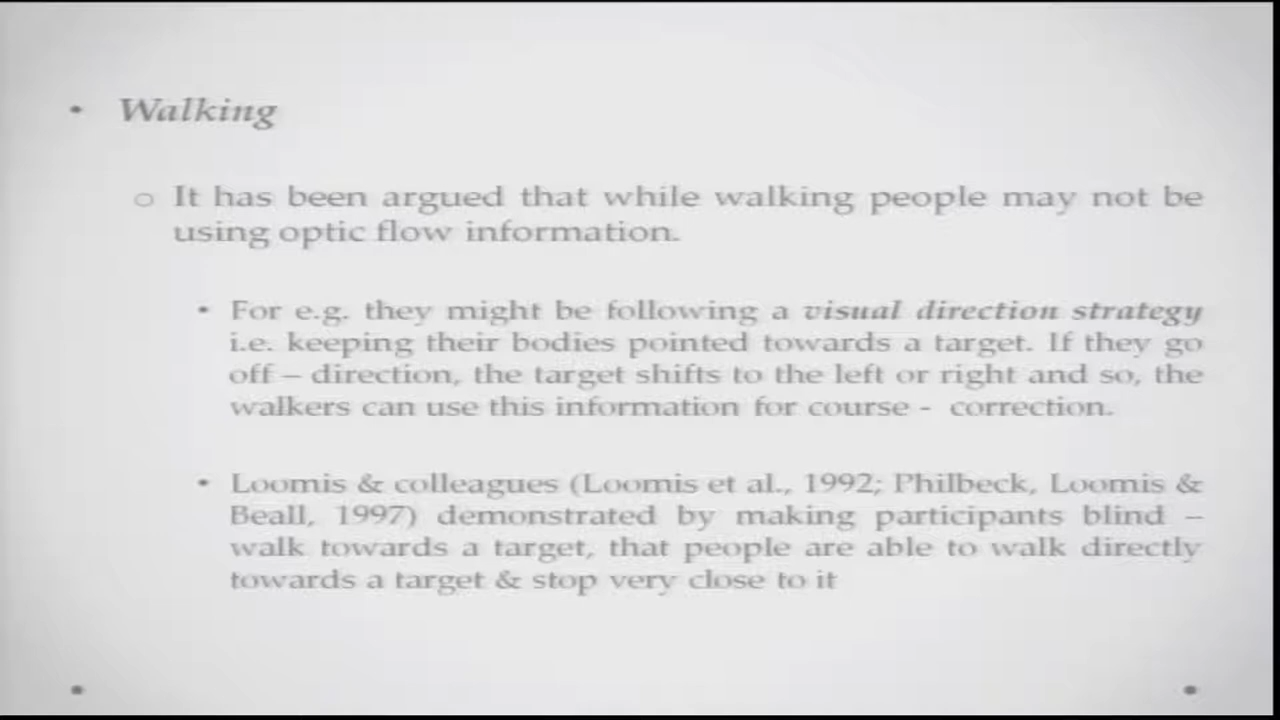 • Walking
o It has been argued that while walking people may not be
using optic flow information.
• For e.g. they might be following a visual direction strategy
i.e. keeping their bodies pointed towards a target. If they go
off – direction, the target shifts to the left or right and so, the
walkers can use this information for course - correction.
• Loomis & colleagues (Loomis et al., 1992; Philbeck, Loomis &
Beall, 1997) demonstrated by making participants blind –
walk towards a target, that people are able to walk directly
towards a target & stop very close to it